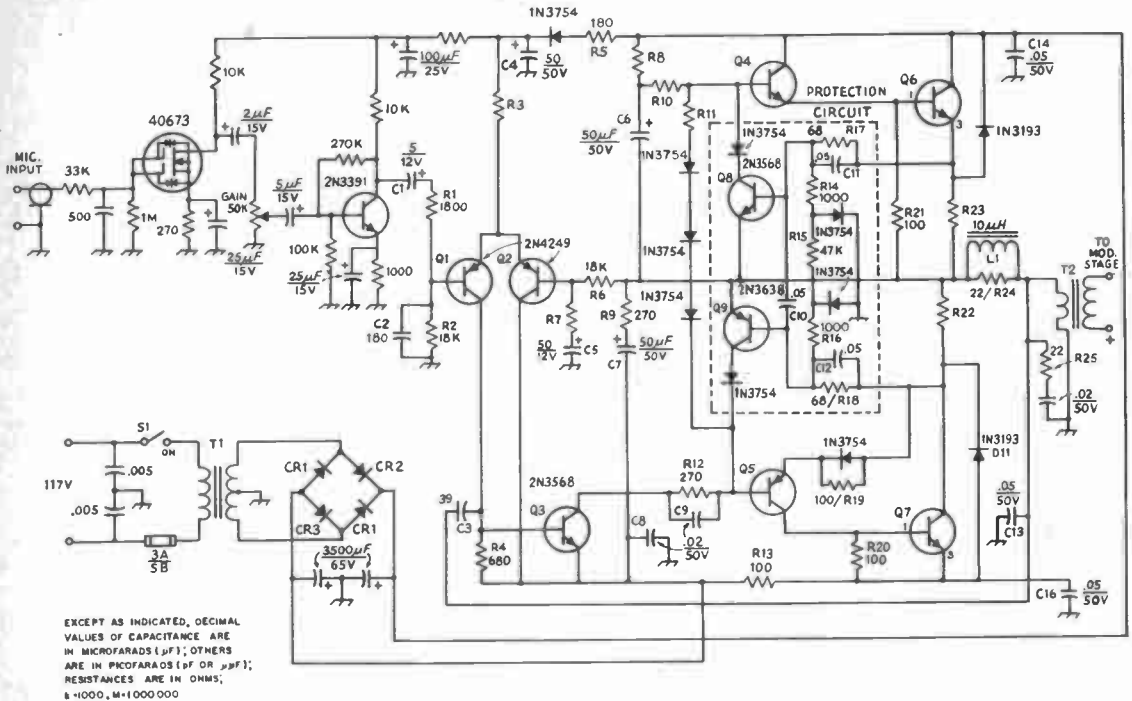 1N3754
180
R5
100µF
25V
C4
50
50V
R8
Q4
C14
.05
50V
10K
10K
R3
R10
R11
PROTECTION
CIRCUIT
Q6
1
3
1N3193
40673
2µF
15V
C6
50µF
50V
1N3754
68
R17
MIC.
INPUT
33K
270K
5
12V
C1
1N3754
2N3568
.05
C11
500
1M
270
GAIN
50K
5µF
15V
2N3391
R1
1800
Q8
R14
1000
1N3754
R21
100
R23
10µH
L1
TO
MOD.
STAGE
25µF
15V
100K
25µF
15V
1000
Q1
Q2
2N4249
1N3754
R15
47K
1N3754
T2
18K
R6
1N3754
2N3638
.05
C10
22/R24
+
C2
180
R2
18K
R7
R9
270
Q9
1000
R16
R22
50
12V
C5
50µF
50V
C7
.05
C12
22
R25
1N3754
68/R18
.02
50V
S1
ON
T1
117V
.005
.005
CR1
CR2
CR3
CR1
3A
SB
3500µF
65V
1N3754
1N3193
D11
R12
270
Q5
2N3568
39
C3
Q3
C9
.02
50V
C8
100/R19
Q7
1
3
.05
50V
C13
R4
680
R13
100
R20
100
C16
.05
50V
EXCEPT AS INDICATED, DECIMAL
VALUES OF CAPACITANCE ARE
IN MICROFARADS (µF); OTHERS
ARE IN PICOFARADS (pF OR µµF);
RESISTANCES ARE IN OHMS;
k=1000, M=1000000